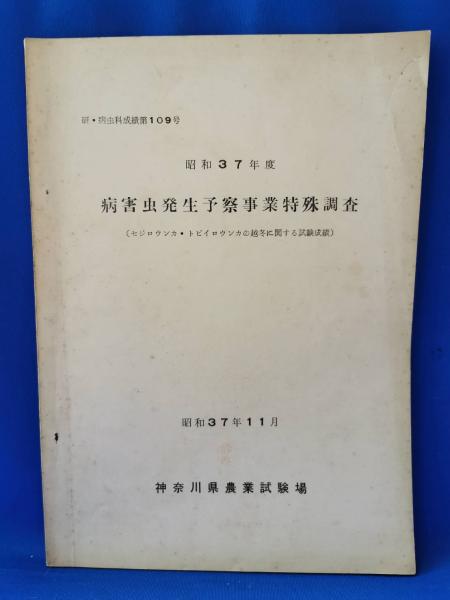 研・病虫科成績第109号
昭和37年度
病害虫発生予察事業特殊調査
(セジロウンカ・トビイロウンカの越冬に関する試験成績)
昭和37年11月
神奈川県農業試験場